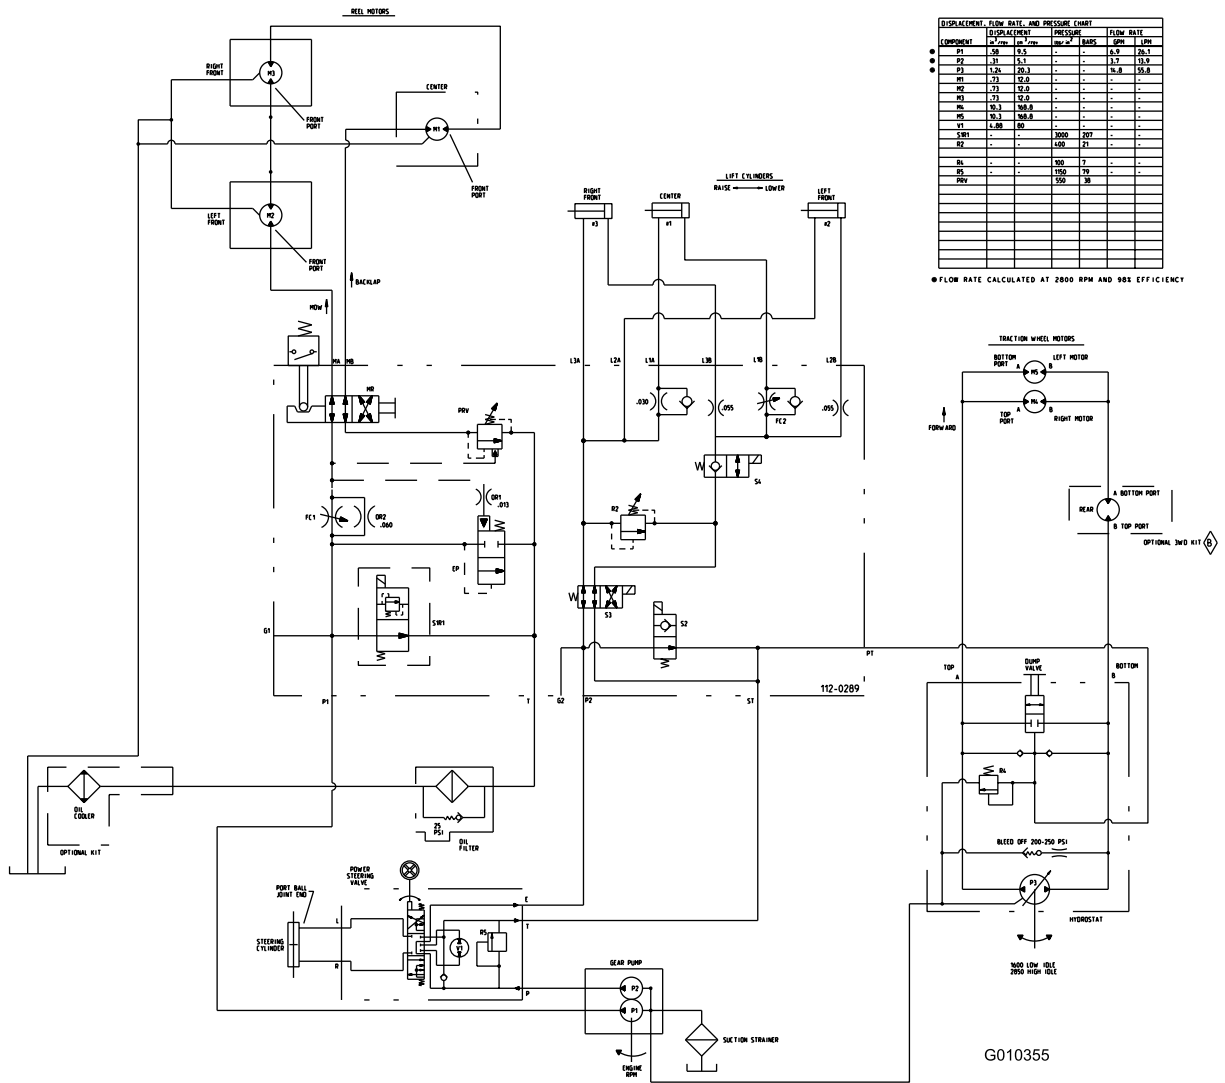 REEL MOTORS
RIGHT FRONT
M3
FRONT PORT
CENTER
M1
FRONT PORT
LEFT FRONT
M2
FRONT PORT
BACKLAP
MOW
MA MB
MR
DISPLACEMENT, FLOW RATE, AND PRESSURE CHART
DISPLACEMENT PRESSURE FLOW RATE
COMPONENT in³/rev cm³/rev lbs/in² BARS GPM LPM
P1 .58 9.5 - - 6.9 26.1
P2 .31 5.1 - - 3.7 13.9
P3 1.24 20.3 - - 14.8 55.8
M1 .73 12.0 - - - -
M2 .73 12.0 - - - -
M3 .73 12.0 - - - -
M4 10.3 168.8 - - - -
M5 10.3 168.8 - - - -
V1 4.88 80 - - - -
S1R1 - - 3000 207 - -
R2 - - 400 21 - -
R4 - - 100 7 - -
R5 - - 1150 79 - -
PRV 550 38
FLOW RATE CALCULATED AT 2800 RPM AND 98% EFFICIENCY
LIFT CYLINDERS
RAISE LOWER
RIGHT FRONT
#3
CENTER
#1
LEFT FRONT
#2
L3A L2A L1A L3B L1B L2B
.030
.055
FC2
.055
PRV
OR1 .013
FC1
OR2 .060
EP
S1R1
G1
R2
S4
S3
S2
PT
112-0289
P1 T G2 P2 ST
TRACTION WHEEL MOTORS
BOTTOM PORT
LEFT MOTOR
A M5 B
A M4 B
TOP PORT
RIGHT MOTOR
FORWARD
A BOTTOM PORT
REAR
B TOP PORT
OPTIONAL 3WD KIT B
TOP A
DUMP VALVE
BOTTOM B
R4
BLEED OFF 200-250 PSI
P3
HYDROSTAT
1600 LOW IDLE
2850 HIGH IDLE
OIL COOLER
OPTIONAL KIT
25 PSI
OIL FILTER
POWER STEERING VALVE
PORT BALL JOINT END
STEERING CYLINDER
L
R
V1
R5
E
T
P
GEAR PUMP
P2
P1
ENGINE RPM
SUCTION STRAINER
G010355